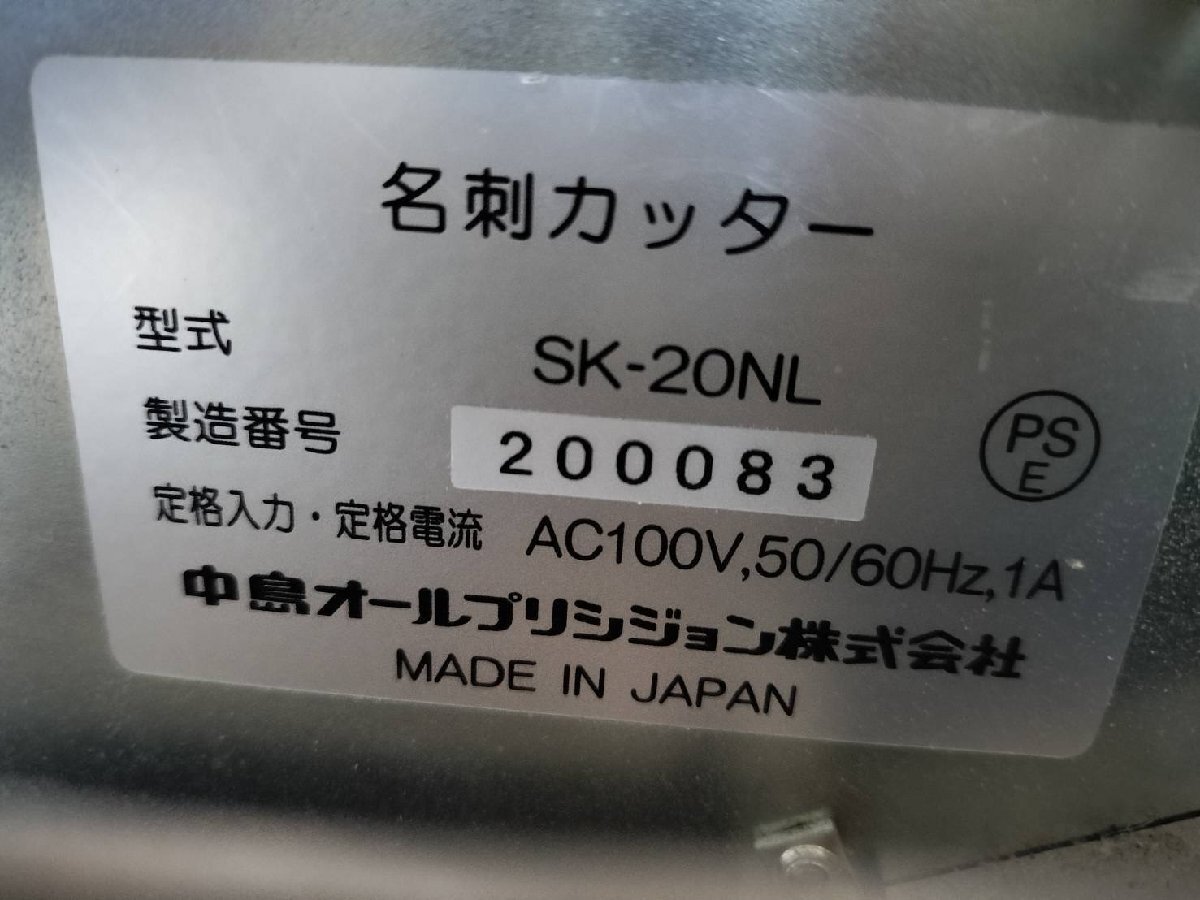 名刺カッター
型式 SK-20NL
製造番号 200083
PS
E
定格入力・定格電流 AC100V,50/60Hz,1A
中島オールプリシジョン株式会社
MADE IN JAPAN